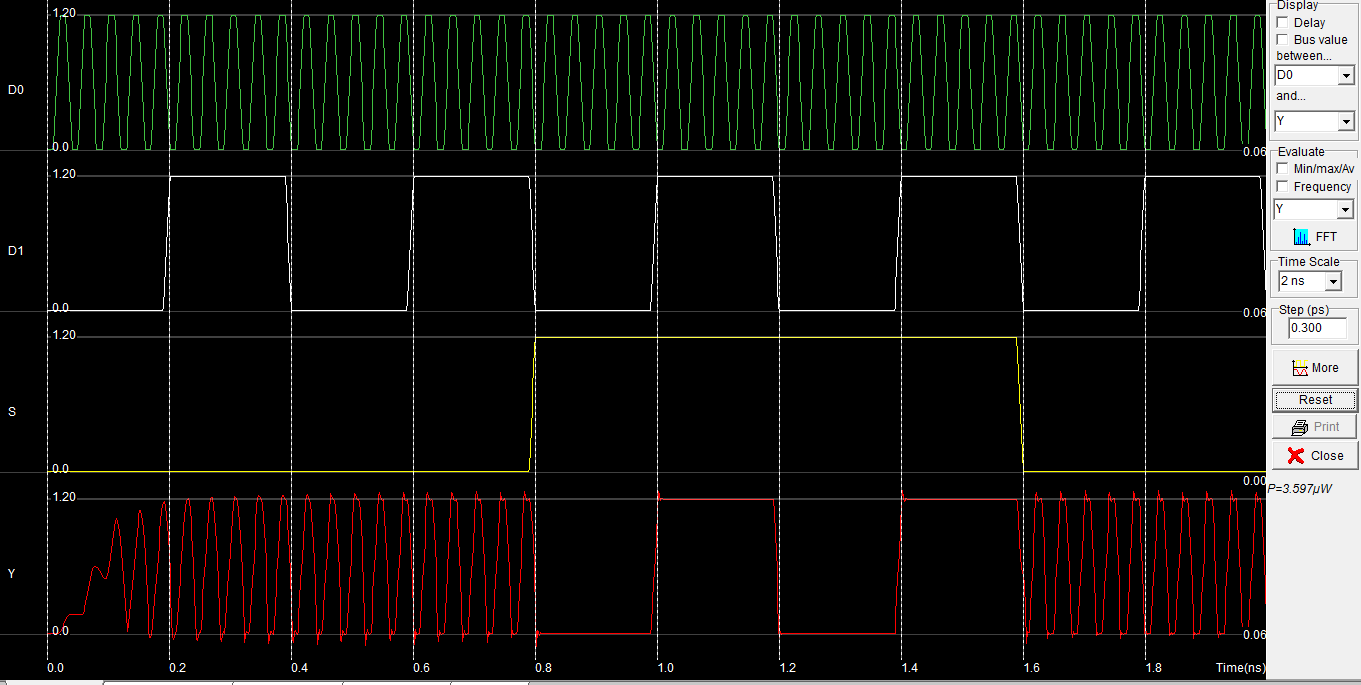 1.20
D0
0.0
0.06
1.20
D1
0.0
0.06
1.20
S
0.0
0.00
1.20
Y
0.0
0.06
0.0 0.2 0.4 0.6 0.8 1.0 1.2 1.4 1.6 1.8 Time(ns)
Display
Delay
Bus value
between...
D0
and...
Y
Evaluate
Min/max/Av
Frequency
Y
FFT
Time Scale
2 ns
Step (ps)
0.300
More
Reset
Print
Close
P=3.597µW